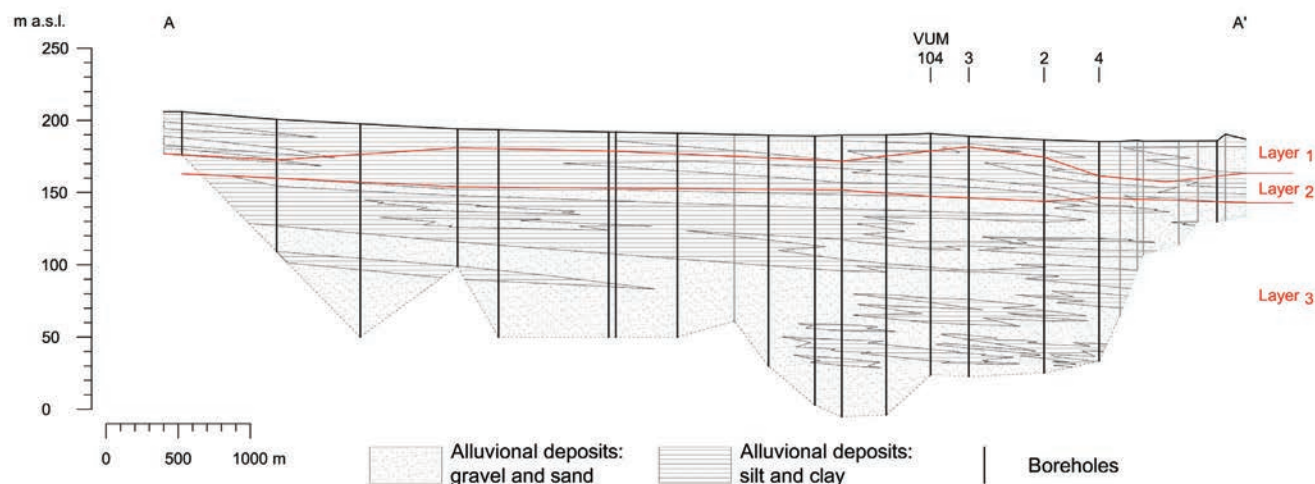 m a.s.l.
A
A'
VUM
104
3
2
4
250
200
150
100
50
0
Layer 1
Layer 2
Layer 3
0
500
1000 m
Alluvional deposits:
gravel and sand
Alluvional deposits:
silt and clay
Boreholes